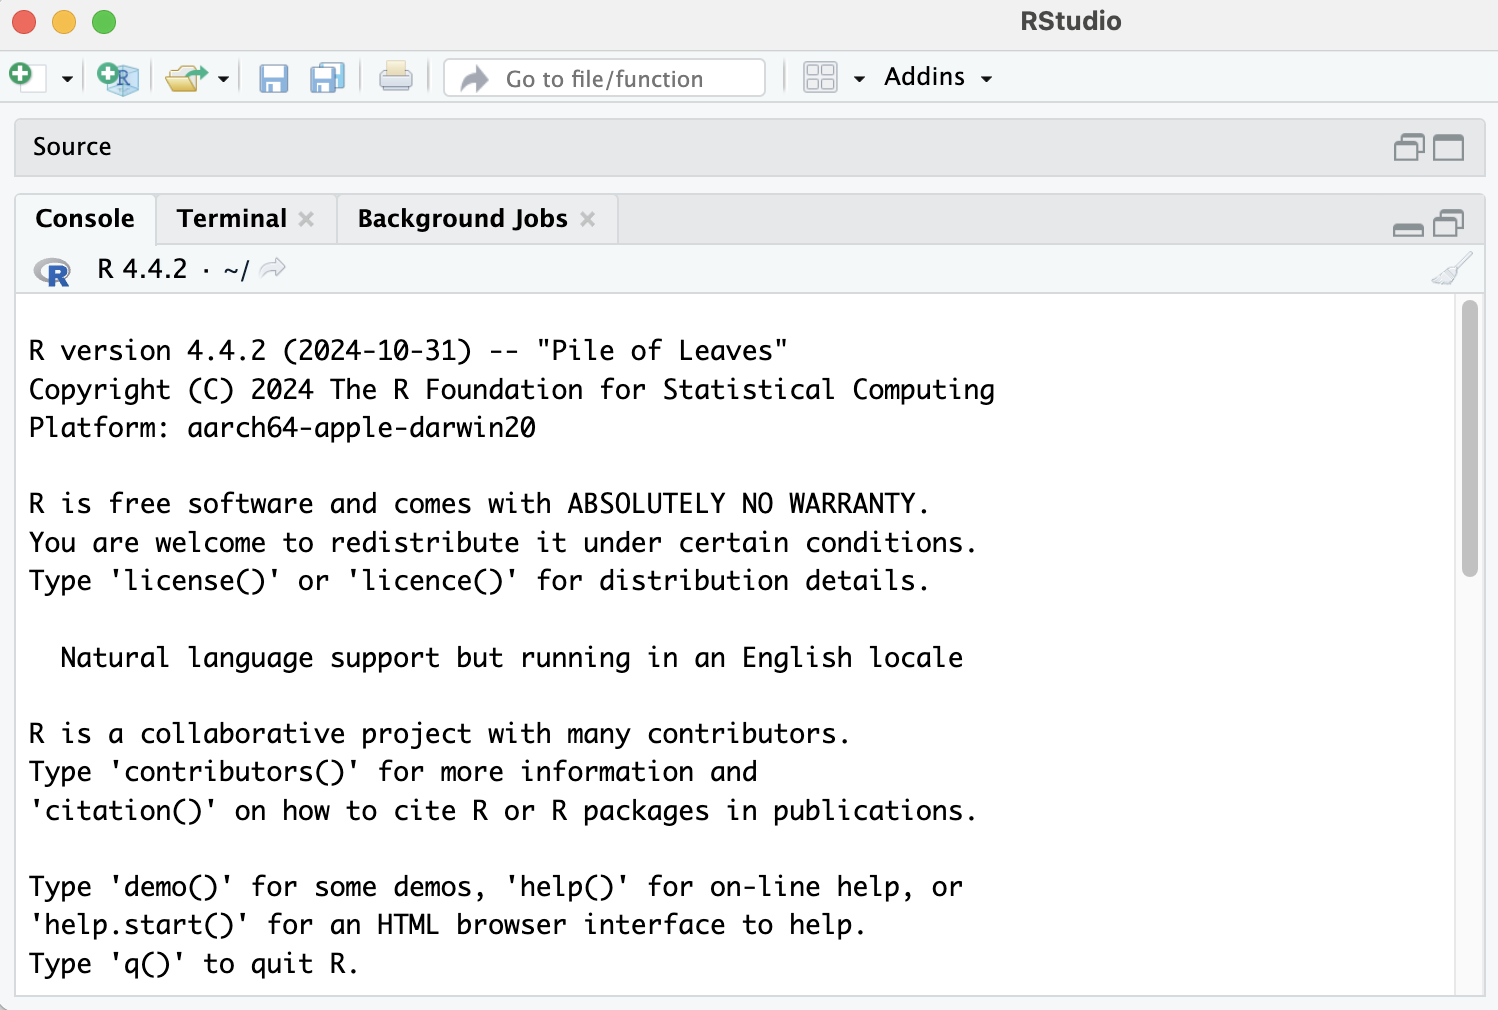 RStudio
Go to file/function
Addins
Source
Console
Terminal
Background Jobs
R 4.4.2 · ~/
R version 4.4.2 (2024-10-31) -- "Pile of Leaves"
Copyright (C) 2024 The R Foundation for Statistical Computing
Platform: aarch64-apple-darwin20
R is free software and comes with ABSOLUTELY NO WARRANTY.
You are welcome to redistribute it under certain conditions.
Type 'license()' or 'licence()' for distribution details.
Natural language support but running in an English locale
R is a collaborative project with many contributors.
Type 'contributors()' for more information and
'citation()' on how to cite R or R packages in publications.
Type 'demo()' for some demos, 'help()' for on-line help, or
'help.start()' for an HTML browser interface to help.
Type 'q()' to quit R.